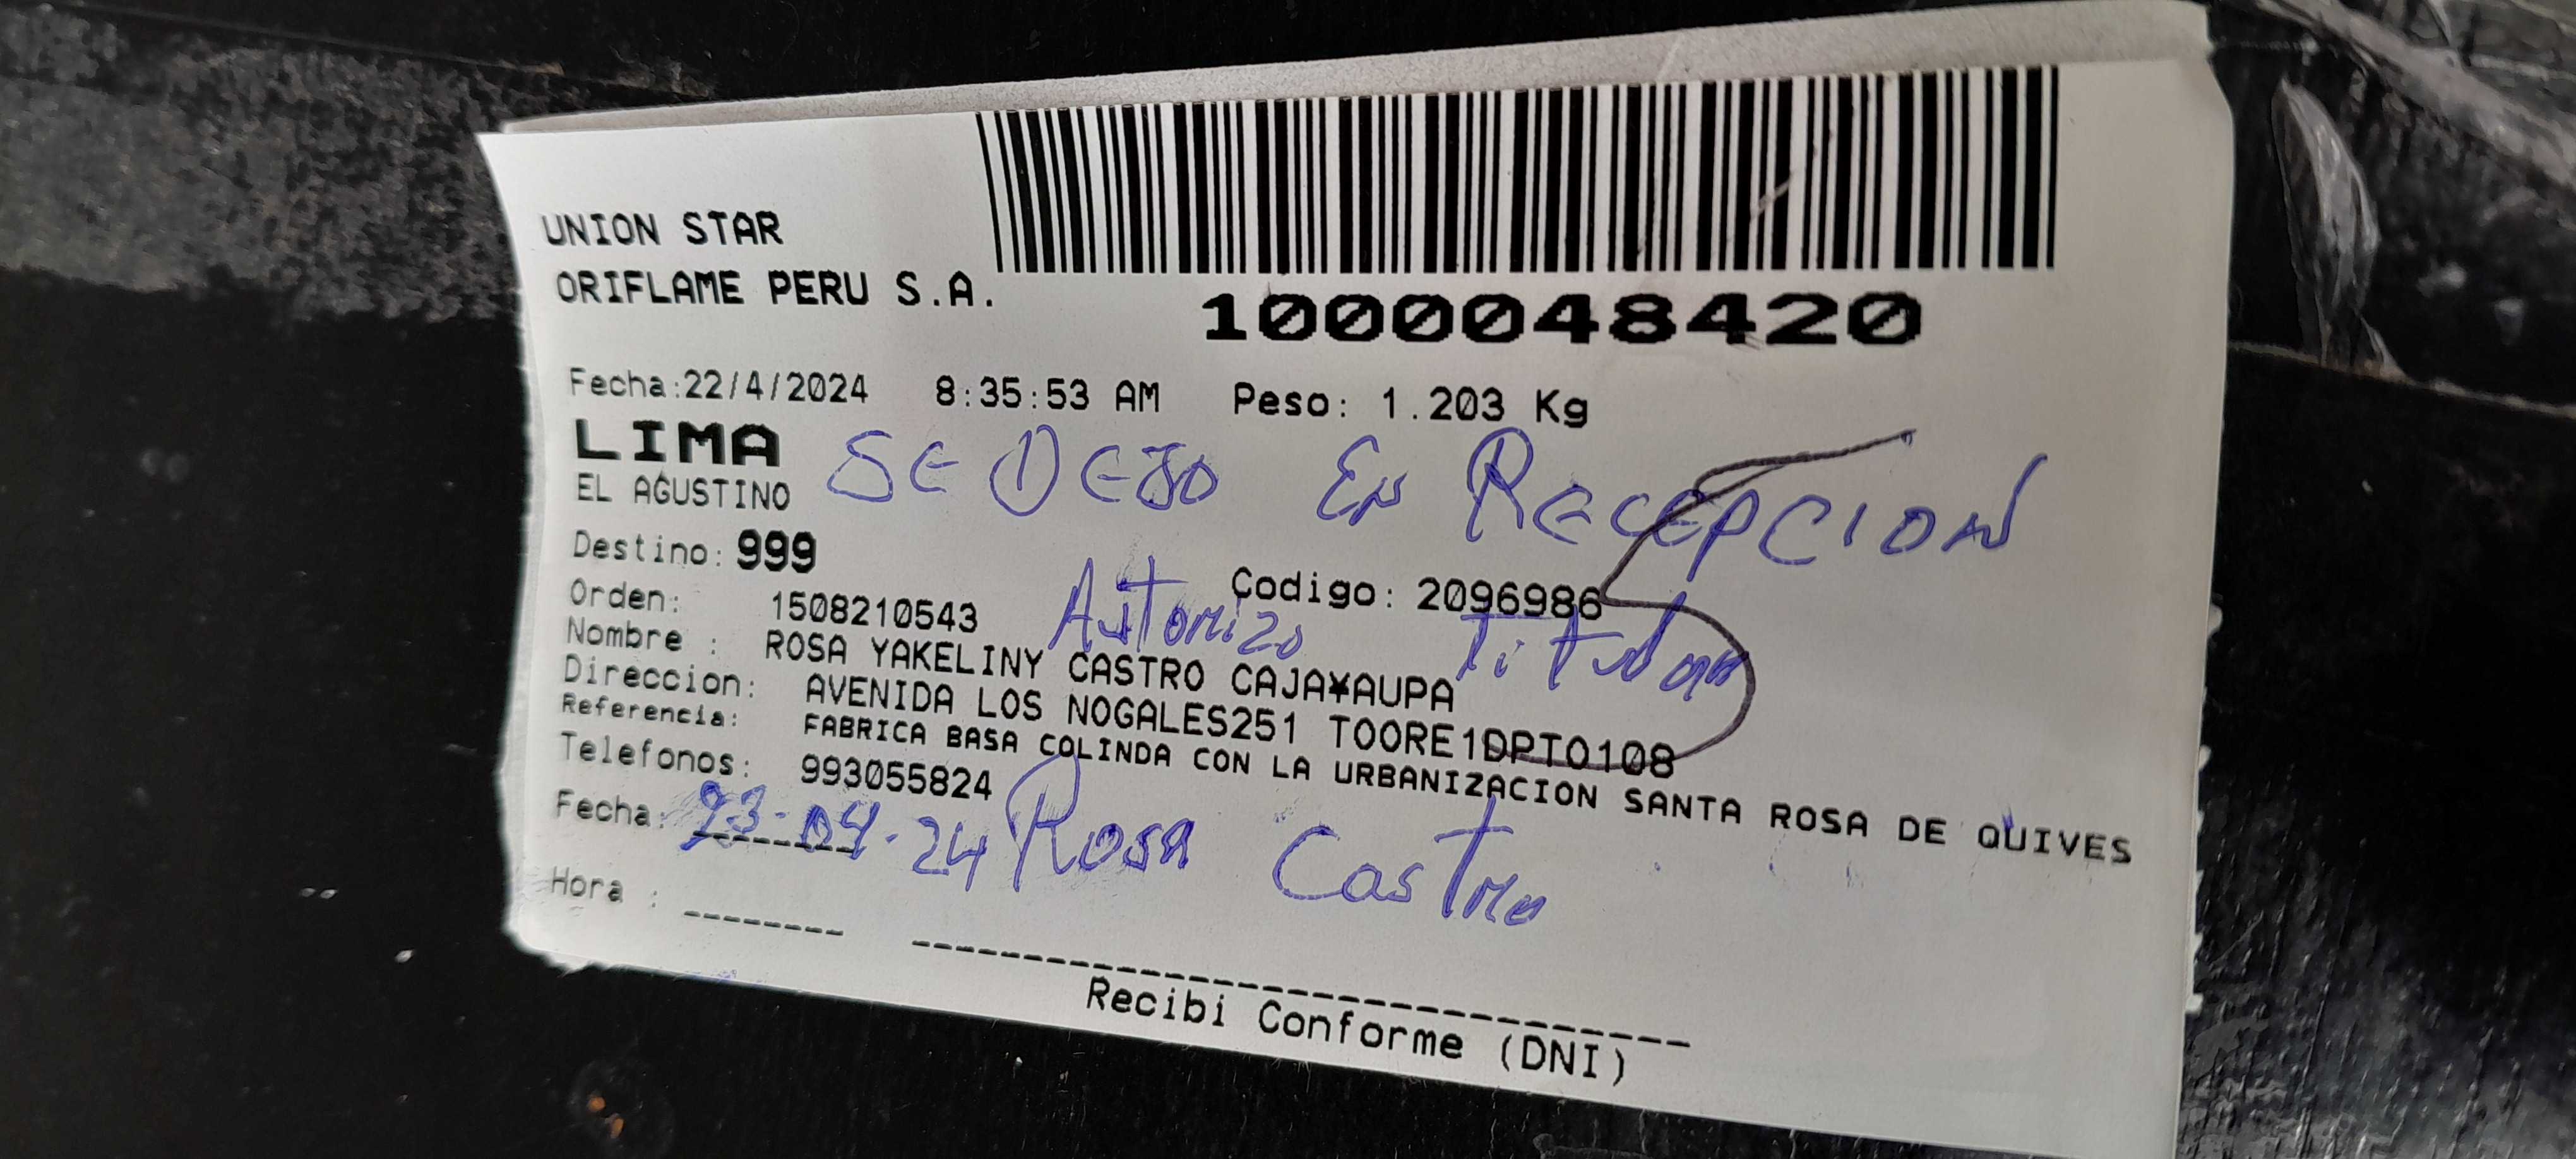 UNION STAR
ORIFLAME PERU S.A.
1000048420
Fecha:22/4/2024 8:35:53 AM Peso: 1.203 Kg
LIMA
EL AGUSTINO
SE DEJO EN RECEPCION
Destino: 999
Codigo: 2096986
Orden: 1508210543
Autorizo Titular
Nombre : ROSA YAKELINY CASTRO CAJA¥AUPA
Direccion: AVENIDA LOS NOGALES251 TOORE1DPTO108
Referencia: FABRICA BASA COLINDA CON LA URBANIZACION SANTA ROSA DE QUIVES
Telefonos: 993055824
Fecha: 23-04-24 Rosa Castro
Hora :
Recibi Conforme (DNI)